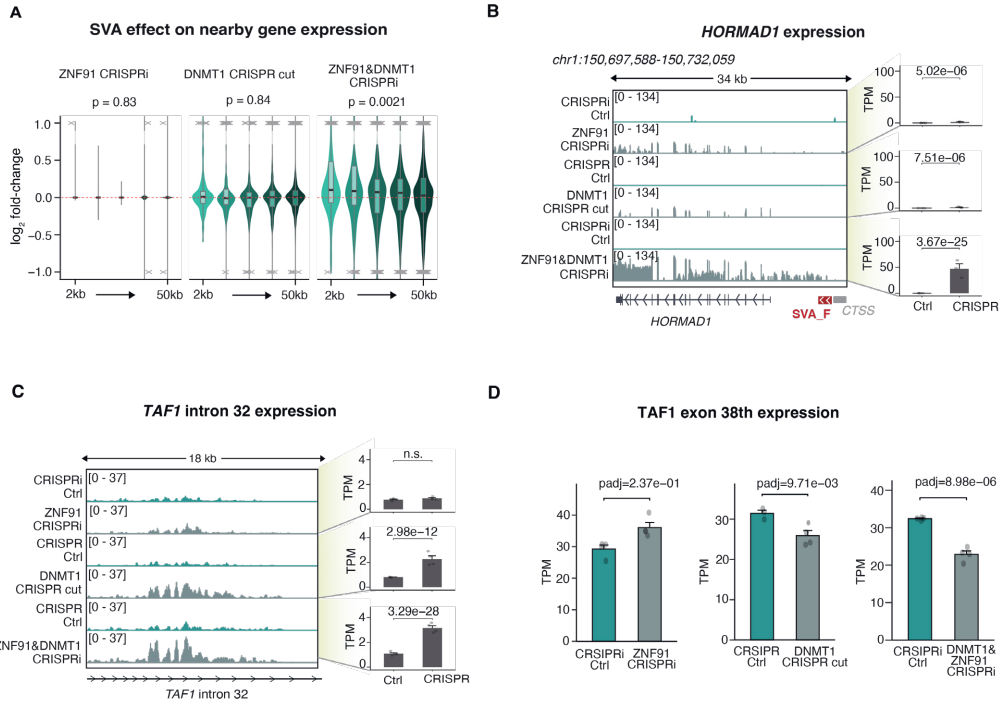 A
SVA effect on nearby gene expression
ZNF91 CRISPRi
DNMT1 CRISPR cut
ZNF91&DNMT1
CRISPRi
p = 0.83
p = 0.84
p = 0.0021
log2 fold-change
1.0
0.5
0.0
−0.5
−1.0
2kb
50kb
2kb
50kb
2kb
50kb
B
HORMAD1 expression
chr1:150,697,588-150,732,059
34 kb
CRISPRi
Ctrl
[0 - 134]
ZNF91
CRISPRi
[0 - 134]
CRISPR
Ctrl
[0 - 134]
DNMT1
CRISPR cut
[0 - 134]
CRISPRi
Ctrl
[0 - 134]
ZNF91&DNMT1
CRISPRi
[0 - 134]
HORMAD1
SVA_F
CTSS
TPM
100
50
0
5.02e−06
TPM
100
50
0
7.51e−06
TPM
100
50
0
3.67e−25
Ctrl
CRISPR
C
TAF1 intron 32 expression
18 kb
CRISPRi
Ctrl
[0 - 37]
ZNF91
CRISPRi
[0 - 37]
CRISPR
Ctrl
[0 - 37]
DNMT1
CRISPR cut
[0 - 37]
CRISPR
Ctrl
[0 - 37]
ZNF91&DNMT1
CRISPRi
[0 - 37]
TAF1 intron 32
TPM
4
2
0
n.s.
TPM
4
2
0
2.98e−12
TPM
4
2
0
3.29e−28
Ctrl
CRISPR
D
TAF1 exon 38th expression
padj=2.37e−01
TPM
40
30
20
10
0
CRSIPRi
Ctrl
ZNF91
CRISPRi
padj=9.71e−03
TPM
30
20
10
0
CRSIPR
Ctrl
DNMT1
CRISPR cut
padj=8.98e−06
TPM
40
30
20
10
0
CRSIPRi
Ctrl
DNMT1&
ZNF91
CRISPRi